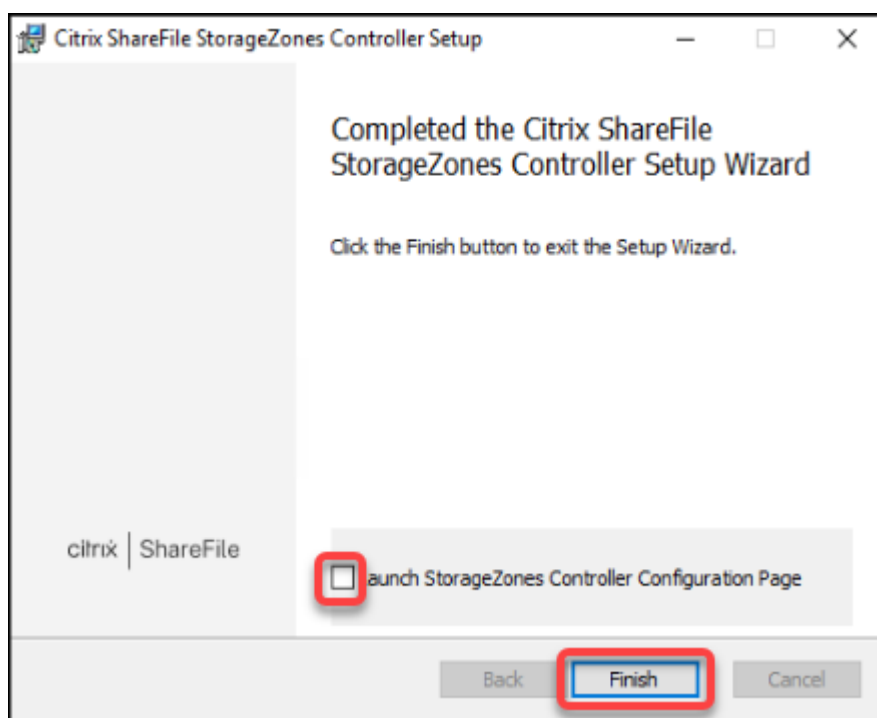 Citrix ShareFile StorageZones Controller Setup
Completed the Citrix ShareFile
StorageZones Controller Setup Wizard
Click the Finish button to exit the Setup Wizard.
citrix | ShareFile
aunch StorageZones Controller Configuration Page
Back Finish Cancel